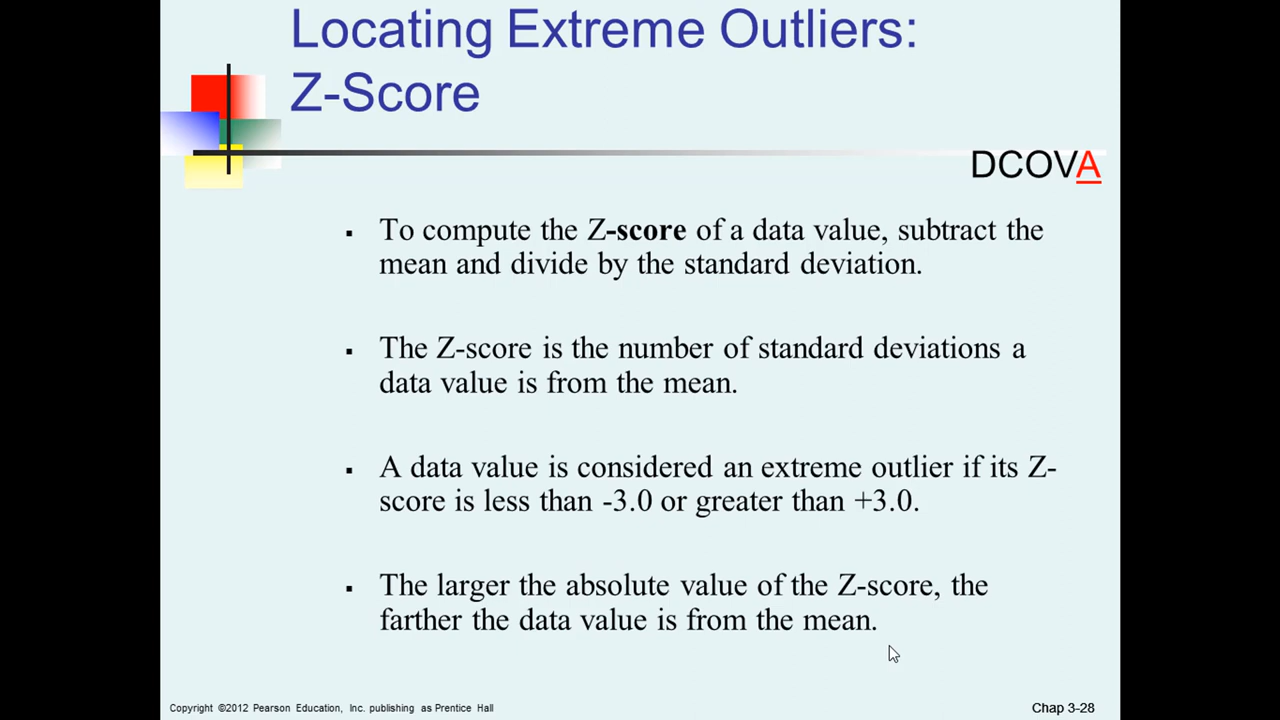 Locating Extreme Outliers:
Z-Score
DCOVA
▪ To compute the Z-score of a data value, subtract the
mean and divide by the standard deviation.
▪ The Z-score is the number of standard deviations a
data value is from the mean.
▪ A data value is considered an extreme outlier if its Z-
score is less than -3.0 or greater than +3.0.
▪ The larger the absolute value of the Z-score, the
farther the data value is from the mean.
Copyright ©2012 Pearson Education, Inc. publishing as Prentice Hall
Chap 3-28